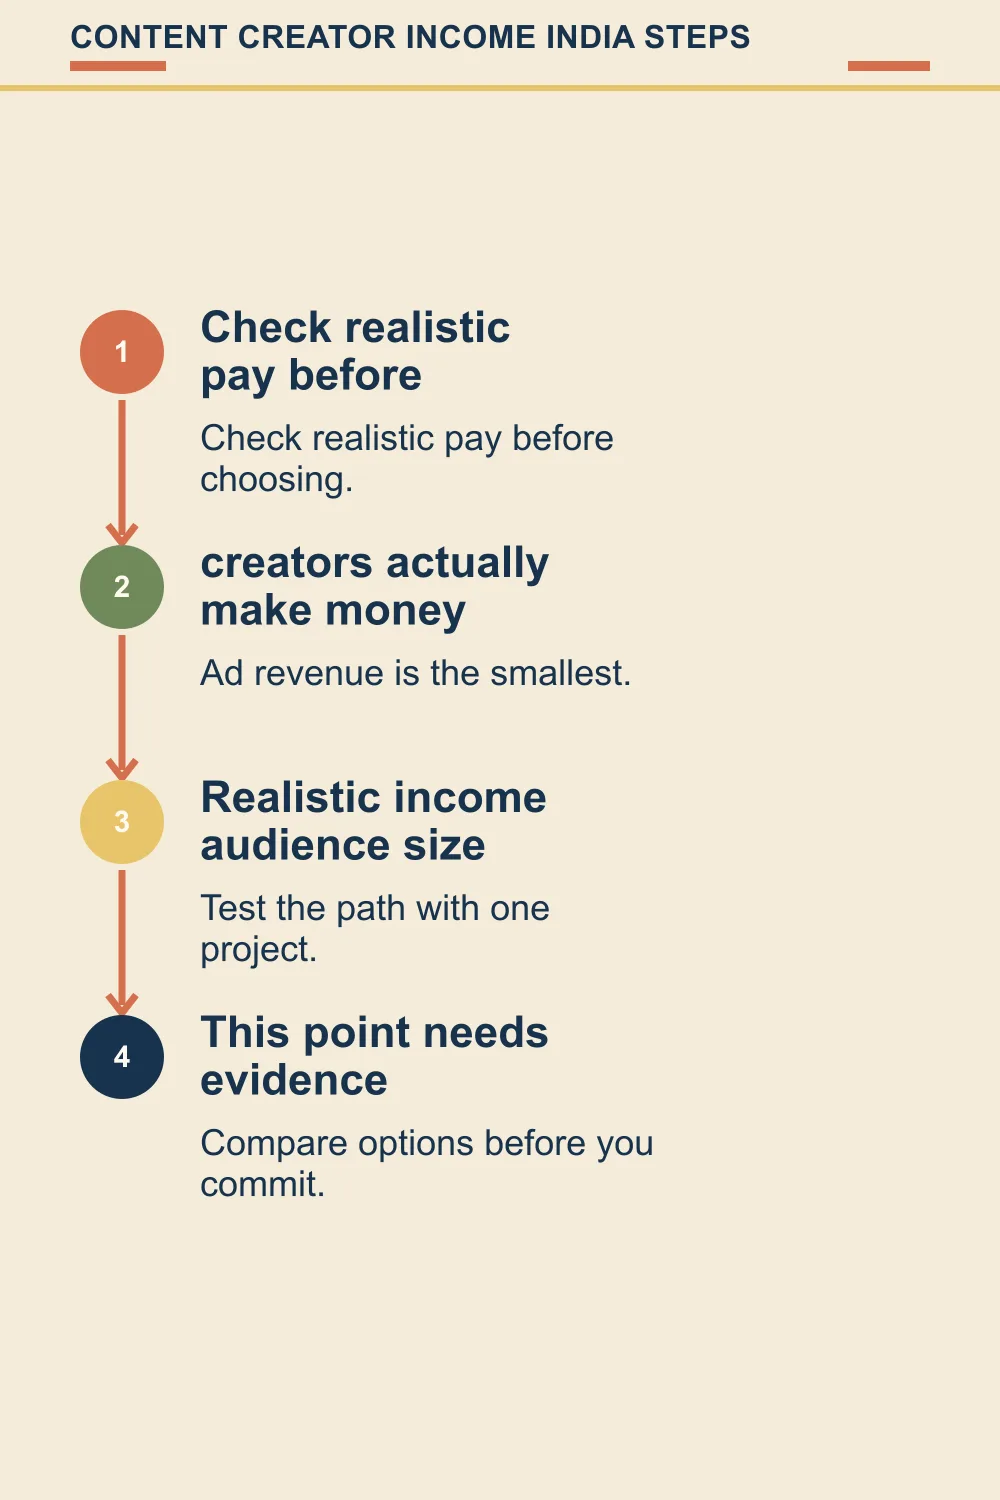 CONTENT CREATOR INCOME INDIA STEPS
1
Check realistic
pay before
Check realistic pay before
choosing.
2
creators actually
make money
Ad revenue is the smallest.
3
Realistic income
audience size
Test the path with one
project.
4
This point needs
evidence
Compare options before you
commit.